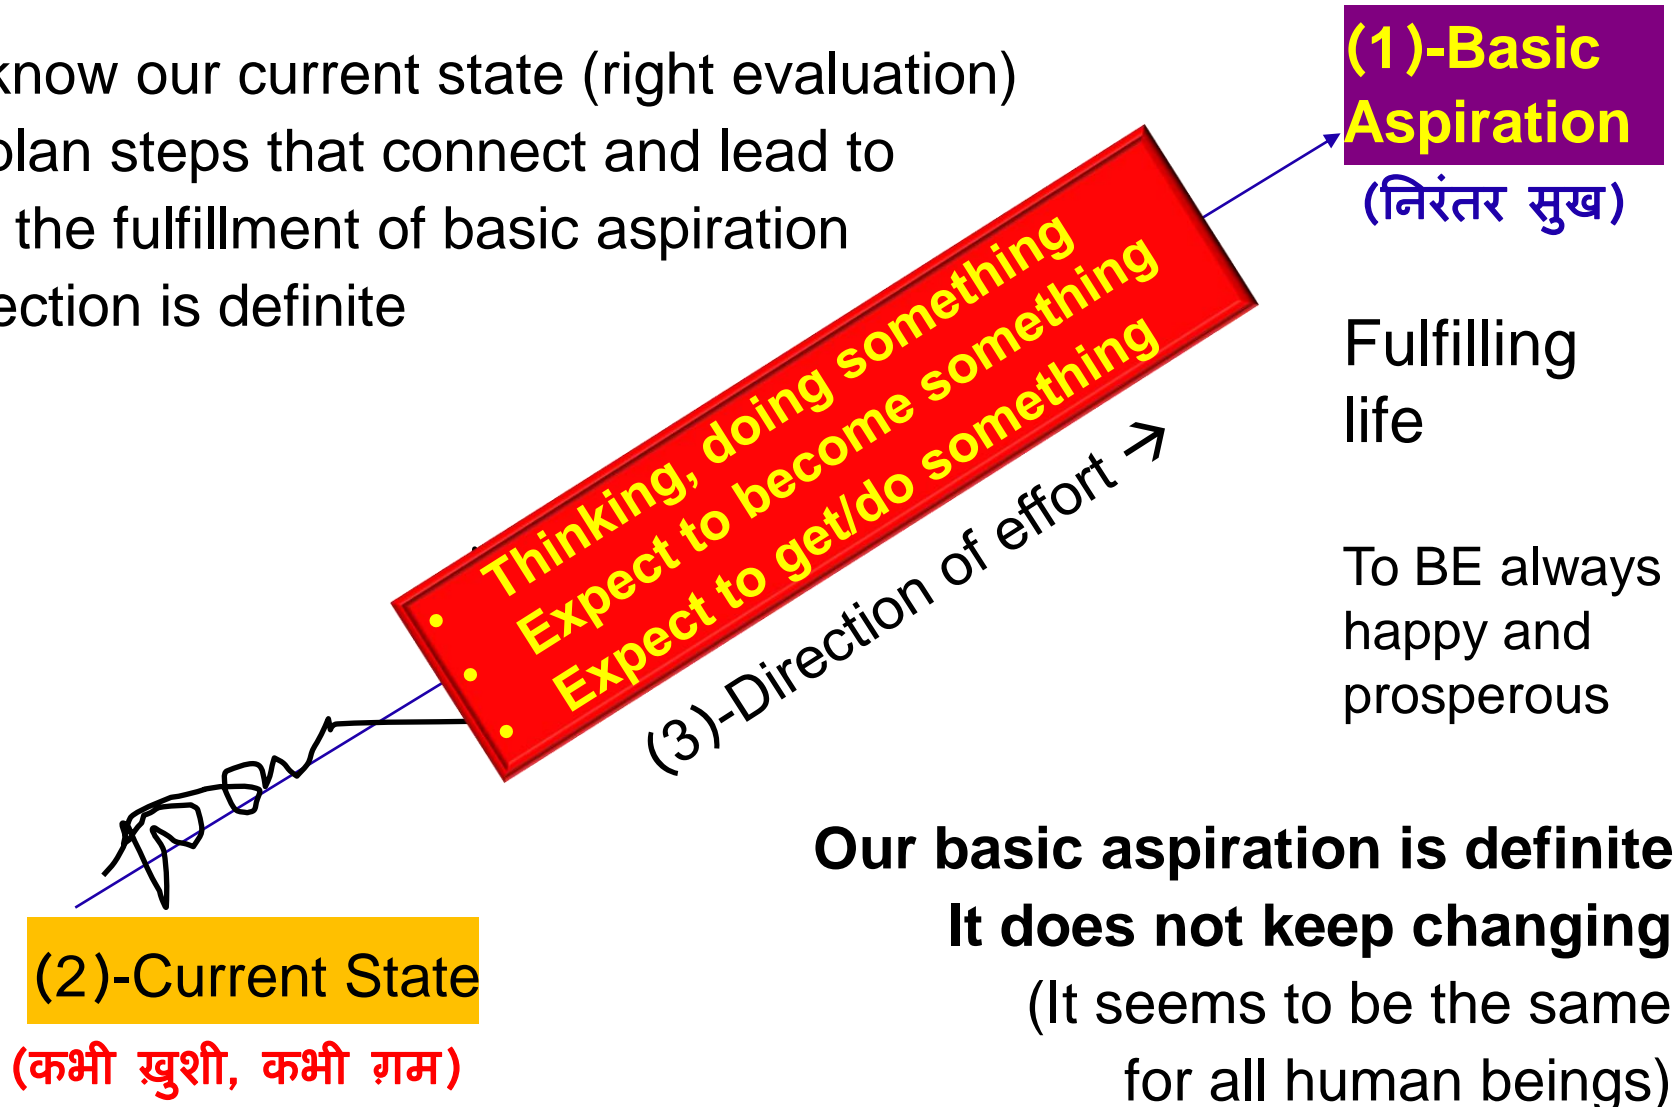 know our current state (right evaluation)
plan steps that connect and lead to
the fulfillment of basic aspiration
ection is definite
(1)-Basic
Aspiration
(निरंतर सुख)
Fulfilling
life
To BE always
happy and
prosperous
• Thinking, doing something
• Expect to become something
• Expect to get/do something
(3)-Direction of effort →
(2)-Current State
(कभी ख़ुशी, कभी ग़म)
Our basic aspiration is definite
It does not keep changing
(It seems to be the same
for all human beings)